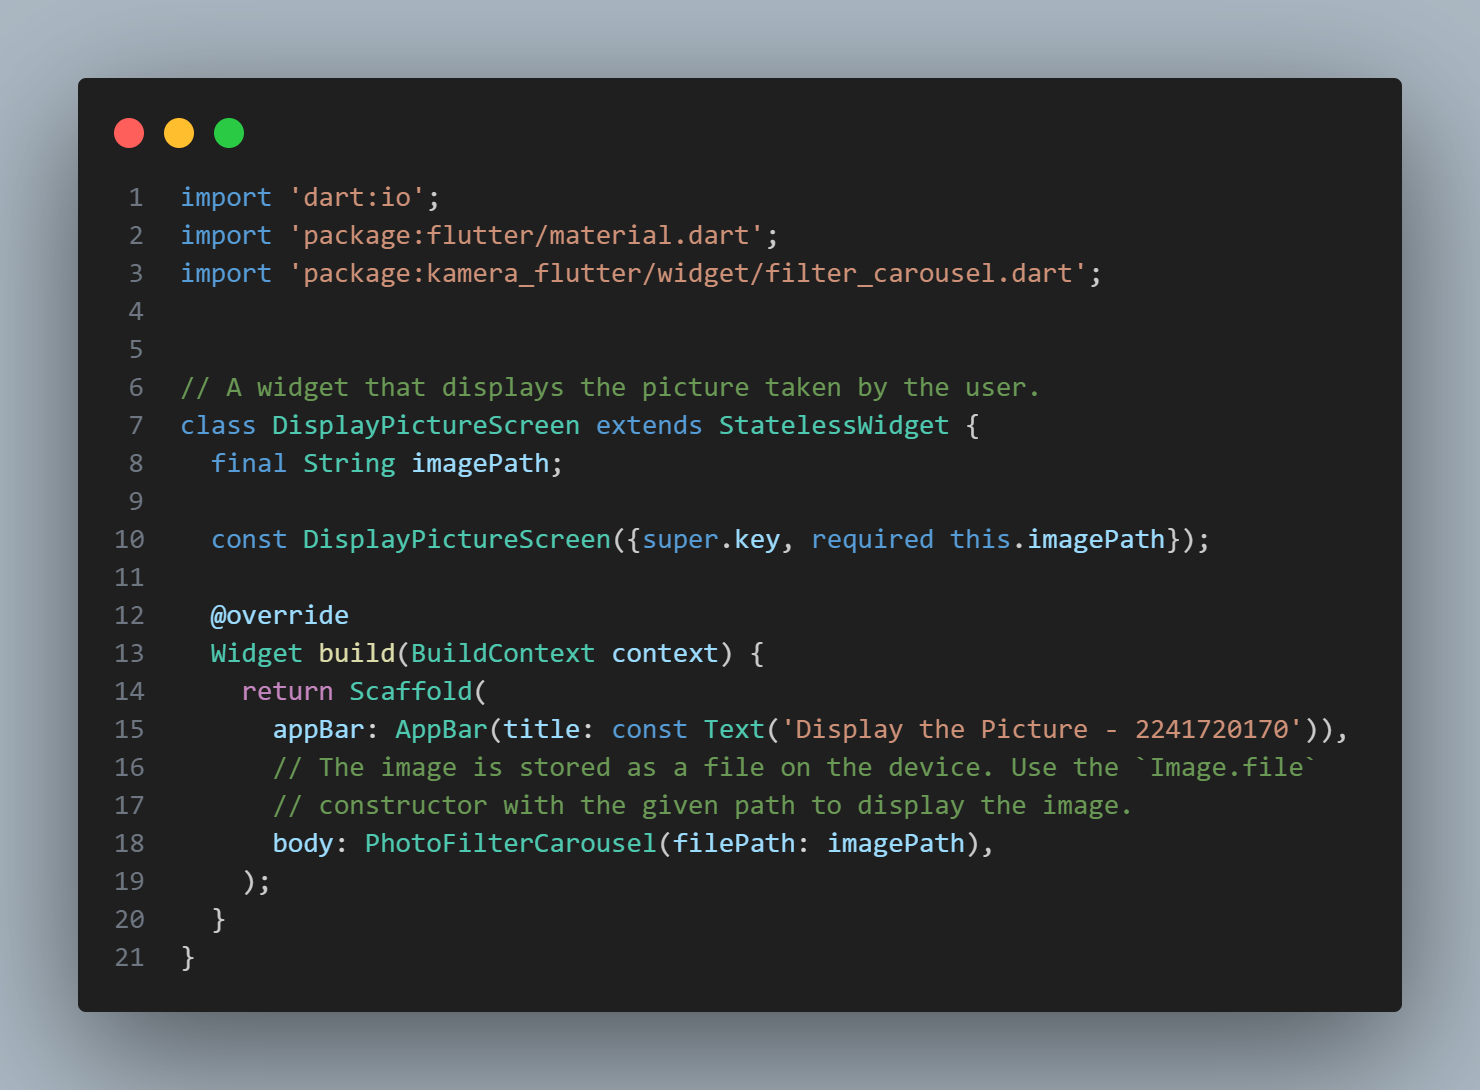 1 import 'dart:io';
2 import 'package:flutter/material.dart';
3 import 'package:kamera_flutter/widget/filter_carousel.dart';
4
5
6 // A widget that displays the picture taken by the user.
7 class DisplayPictureScreen extends StatelessWidget {
8   final String imagePath;
9
10   const DisplayPictureScreen({super.key, required this.imagePath});
11
12   @override
13   Widget build(BuildContext context) {
14     return Scaffold(
15       appBar: AppBar(title: const Text('Display the Picture - 2241720170')),
16       // The image is stored as a file on the device. Use the `Image.file`
17       // constructor with the given path to display the image.
18       body: PhotoFilterCarousel(filePath: imagePath),
19     );
20   }
21 }